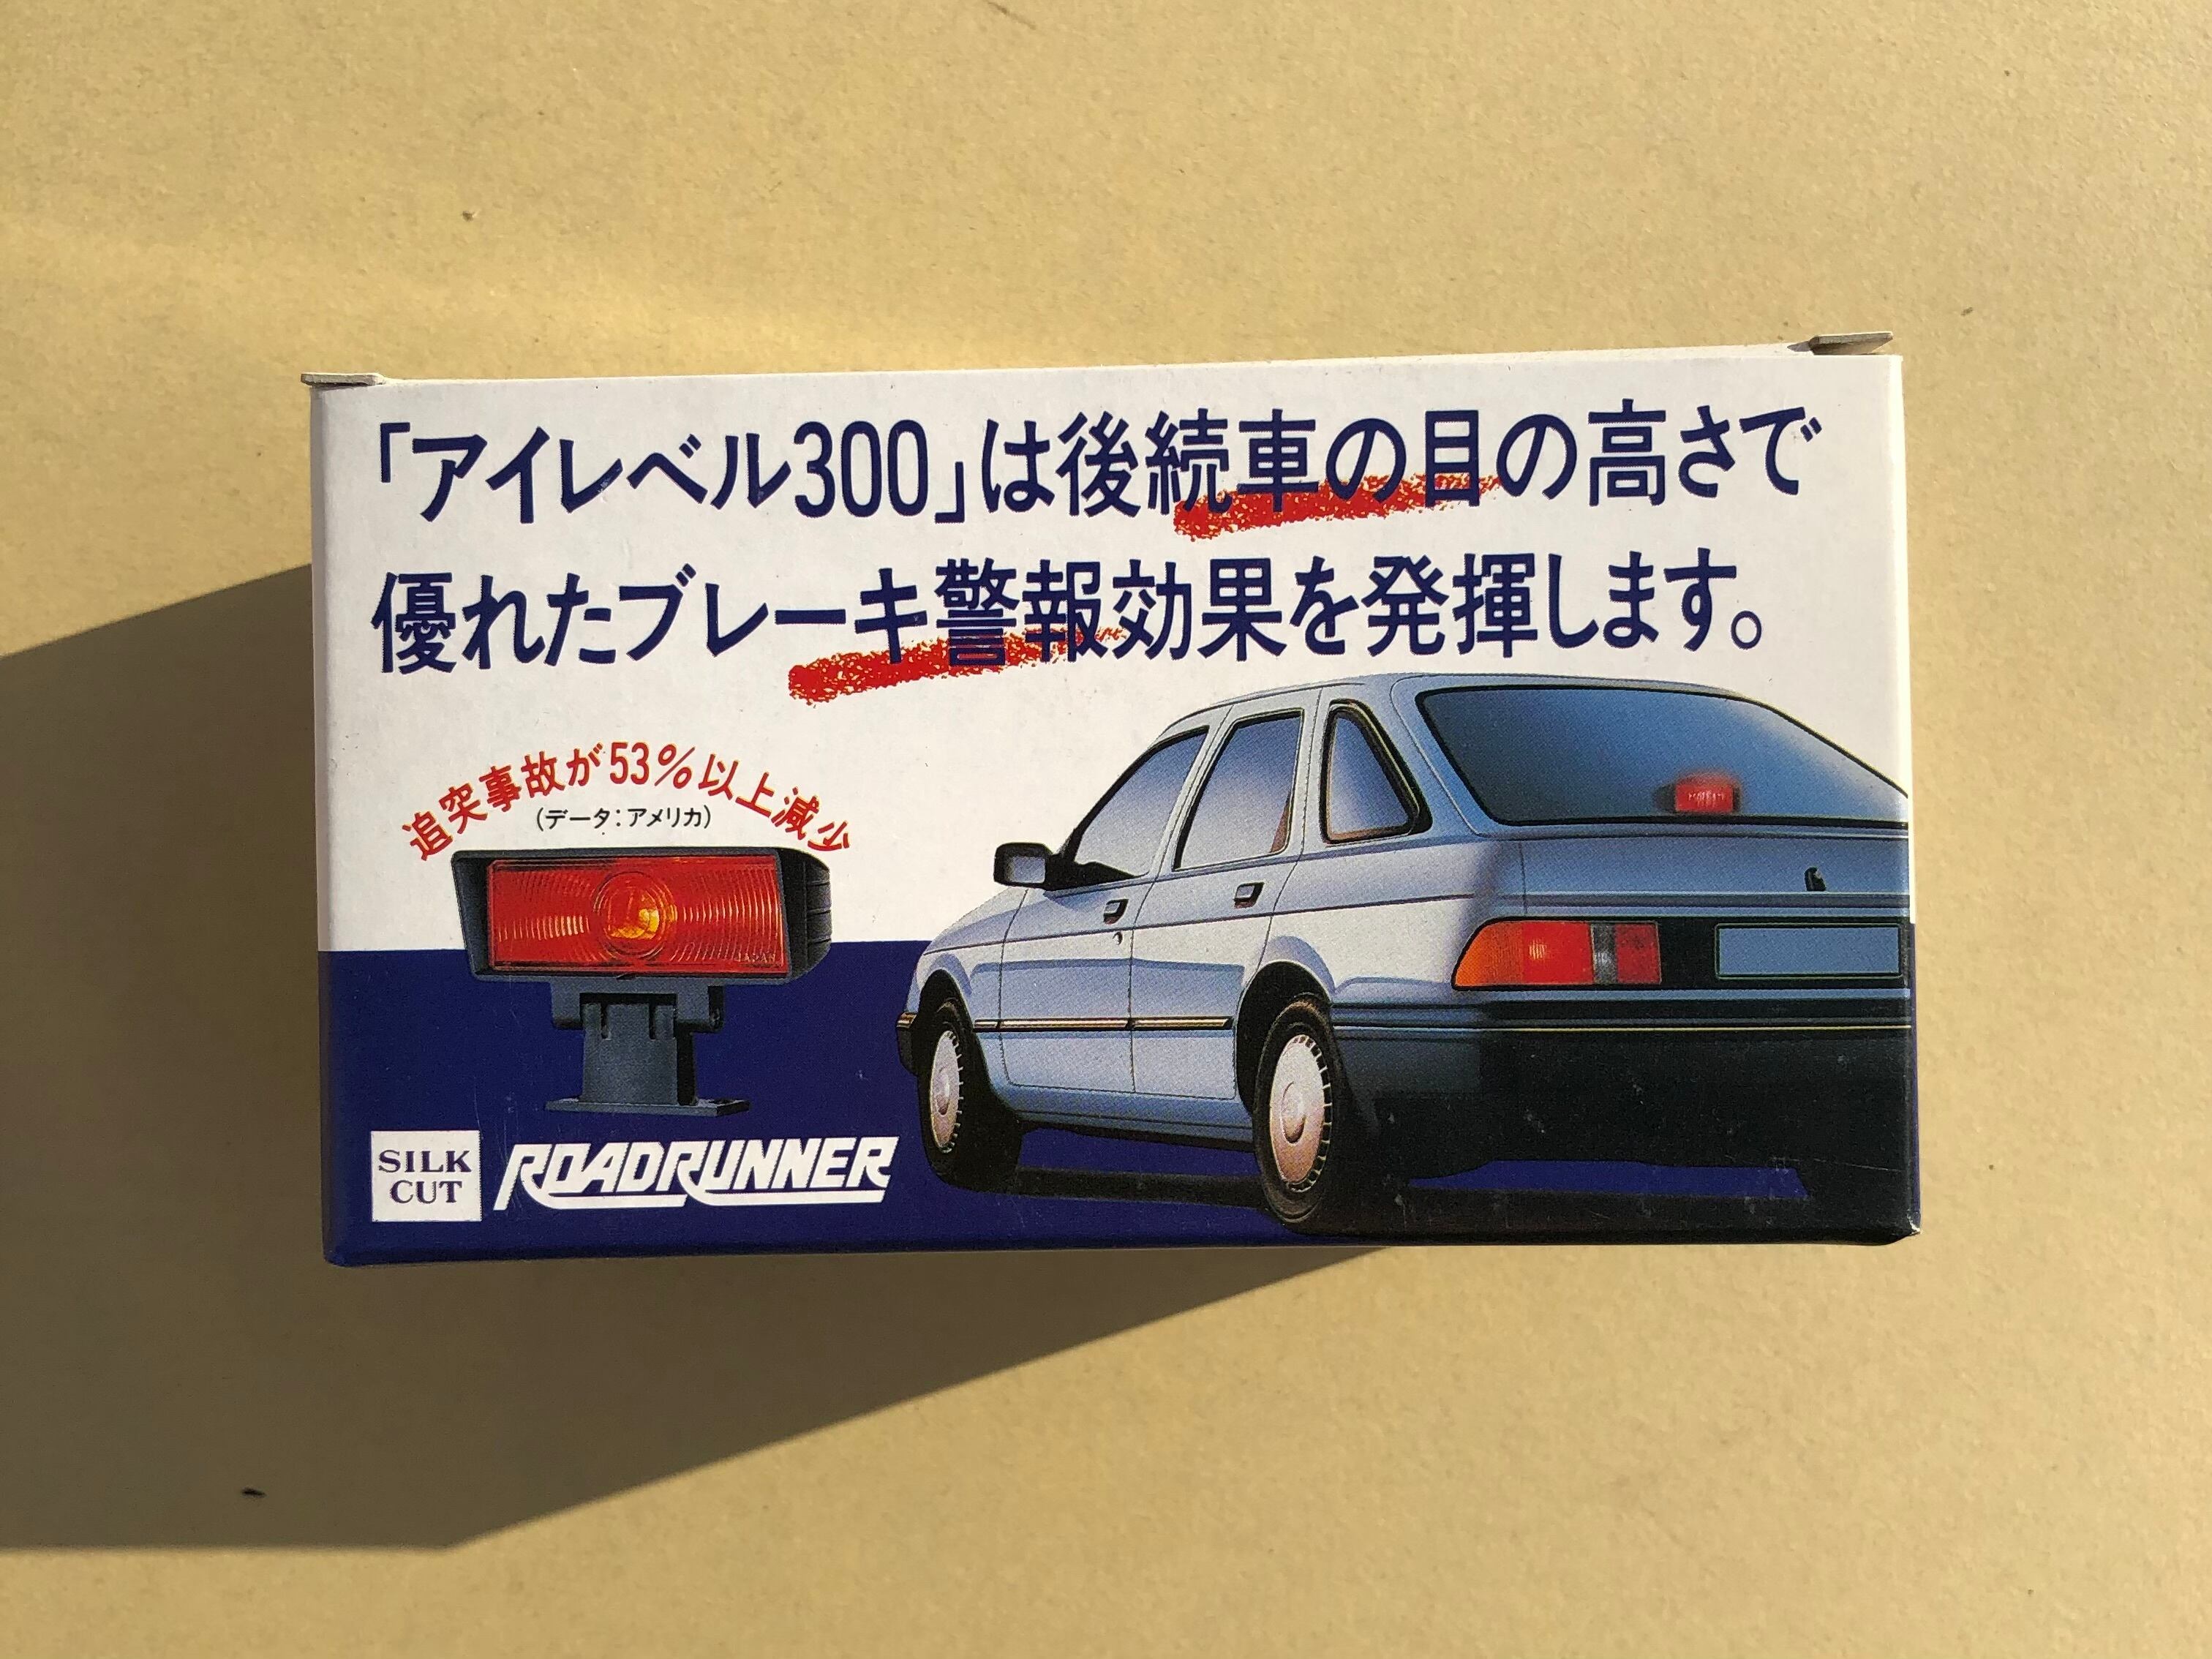 「アイレベル300」は後続車の目の高さで
優れたブレーキ警報効果を発揮します。
追突事故が53%以上減少
(データ:アメリカ)
JAPAN
SILK
CUT
ROADRUNNER